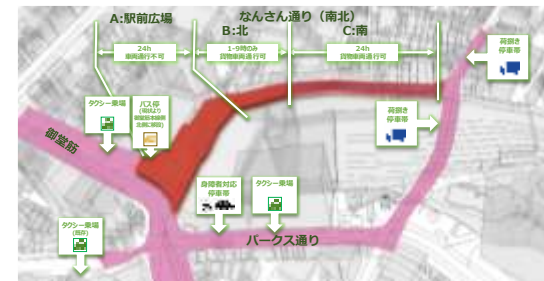 A:駅前広場
なんさん通り（南北）
B:北
C:南
24h
車両通行不可
1-9時のみ
貨物車両通行可
24h
貨物車両通行可
荷捌き
停車帯
タクシー乗場
バス停
荷捌き
停車帯
御堂筋
身障者対応
停車帯
タクシー乗場
タクシー乗場
(既存)
パークス通り